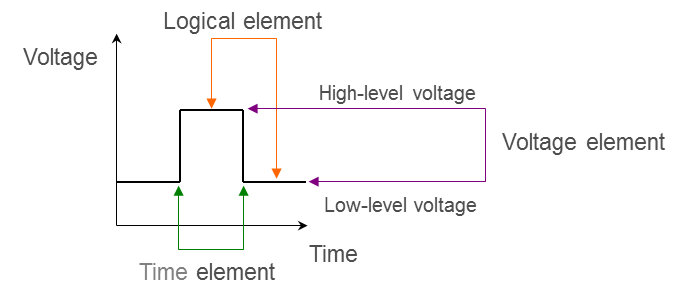 Logical element
Voltage
High-level voltage
Voltage element
Low-level voltage
Time
Time element